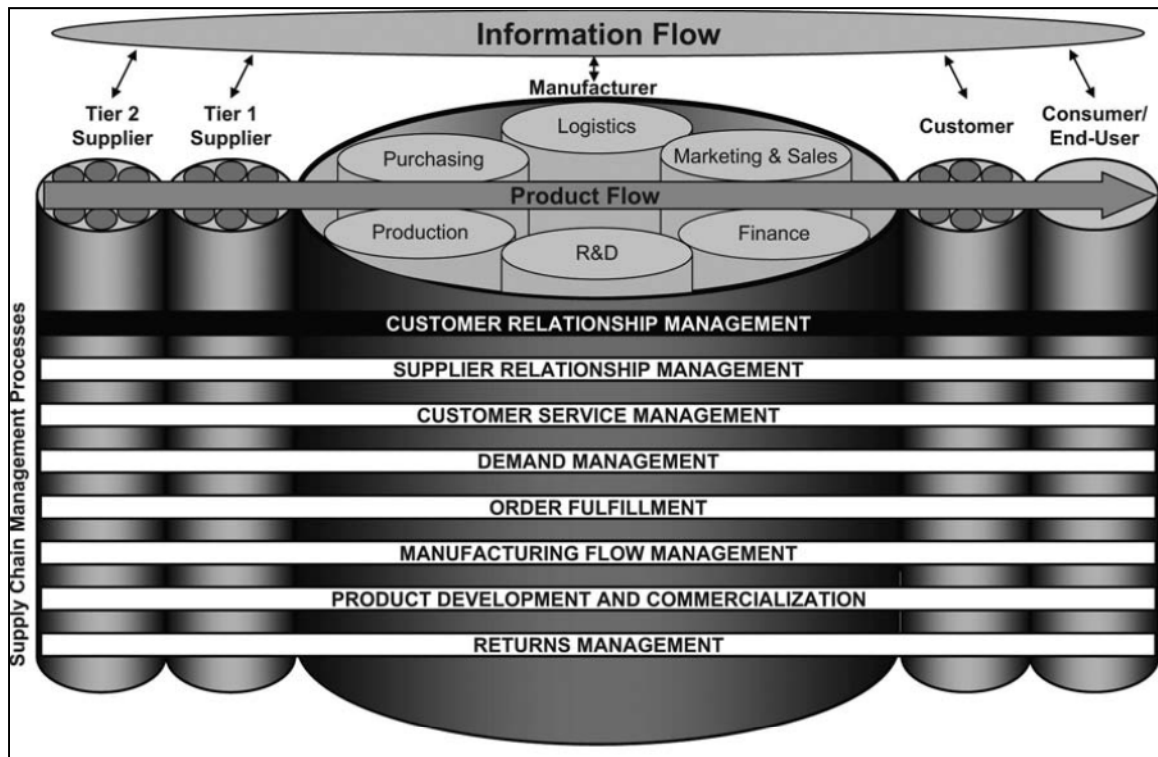 Information Flow
Manufacturer
Tier 2
Supplier
Tier 1
Supplier
Customer
Consumer/
End-User
Logistics
Purchasing
Marketing & Sales
Product Flow
Production
R&D
Finance
Supply Chain Management Processes
CUSTOMER RELATIONSHIP MANAGEMENT
SUPPLIER RELATIONSHIP MANAGEMENT
CUSTOMER SERVICE MANAGEMENT
DEMAND MANAGEMENT
ORDER FULFILLMENT
MANUFACTURING FLOW MANAGEMENT
PRODUCT DEVELOPMENT AND COMMERCIALIZATION
RETURNS MANAGEMENT